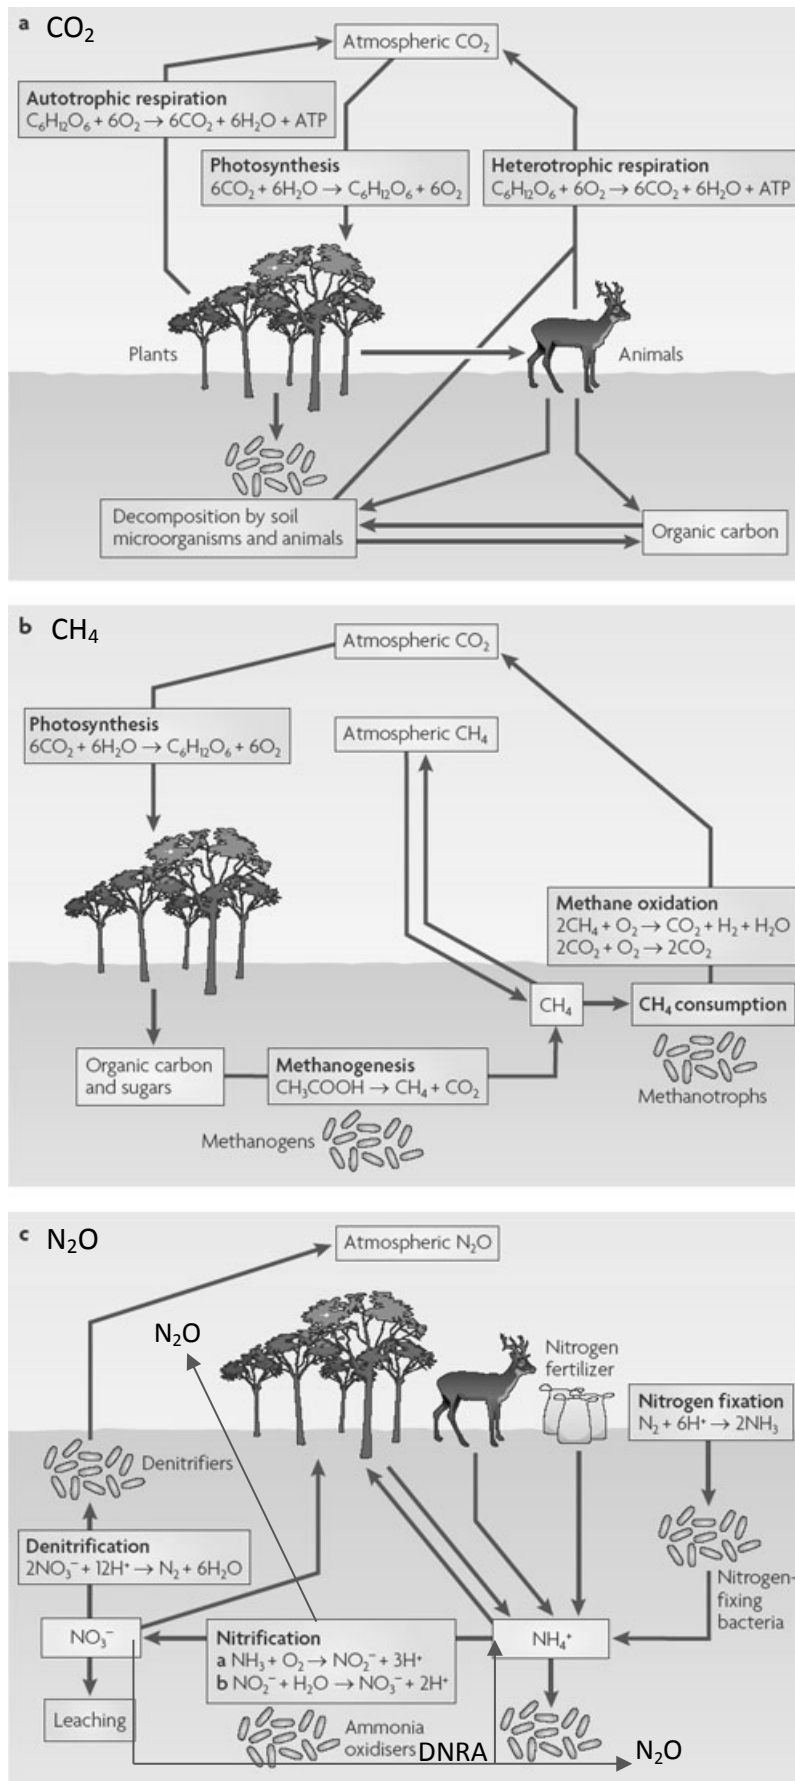 a CO₂
Atmospheric CO₂
Autotrophic respiration
C₆H₁₂O₆ + 6O₂ → 6CO₂ + 6H₂O + ATP
Photosynthesis
6CO₂ + 6H₂O → C₆H₁₂O₆ + 6O₂
Heterotrophic respiration
C₆H₁₂O₆ + 6O₂ → 6CO₂ + 6H₂O + ATP
Plants
Animals
Decomposition by soil
microorganisms and animals
Organic carbon
b CH₄
Atmospheric CO₂
Photosynthesis
6CO₂ + 6H₂O → C₆H₁₂O₆ + 6O₂
Atmospheric CH₄
Methane oxidation
2CH₄ + O₂ → CO₂ + H₂ + H₂O
2CO₂ + O₂ → 2CO₂
CH₄
CH₄ consumption
Organic carbon
and sugars
Methanogenesis
CH₃COOH → CH₄ + CO₂
Methanotrophs
Methanogens
c N₂O
Atmospheric N₂O
N₂O
Nitrogen
fertilizer
Nitrogen fixation
N₂ + 6H⁺ → 2NH₃
Denitrifiers
Denitrification
2NO₃⁻ + 12H⁺ → N₂ + 6H₂O
Nitrogen-
fixing
bacteria
NO₃⁻
Nitrification
a NH₃ + O₂ → NO₂⁻ + 3H⁺
b NO₂⁻ + H₂O → NO₃⁻ + 2H⁺
NH₄⁺
Leaching
Ammonia
oxidisers
DNRA
N₂O